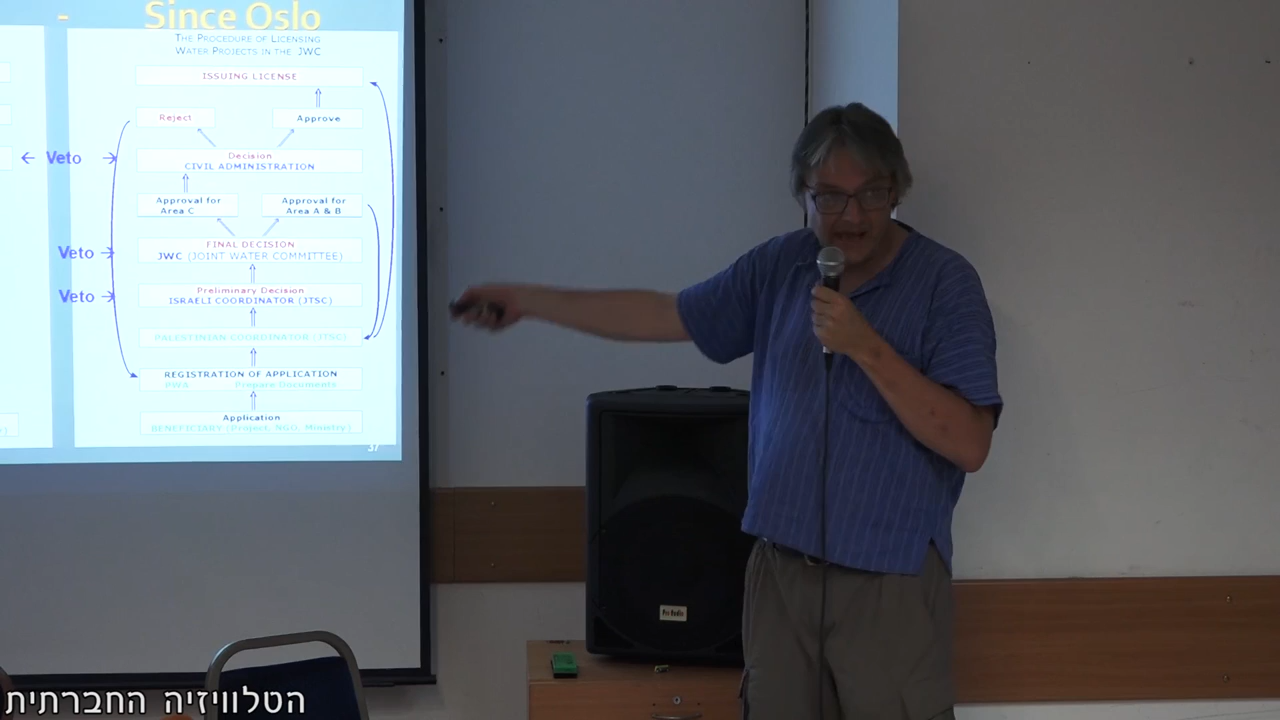 Since Oslo
THE PROCEDURE OF LICENSING
WATER PROJECTS IN THE JWC
ISSUING LICENSE
Reject
Approve
← Veto →
Decision
CIVIL ADMINISTRATION
Approval for
Area C
Approval for
Area A & B
Veto →
FINAL DECISION
JWC (JOINT WATER COMMITTEE)
Veto →
Preliminary Decision
ISRAELI COORDINATOR (JTSC)
PALESTINIAN COORDINATOR (JTSC)
REGISTRATION OF APPLICATION
PWA Prepare Documents
Application
BENEFICIARY (Project, NGO, Ministry)
37
Pro Audio
הטלוויזיה החברתית